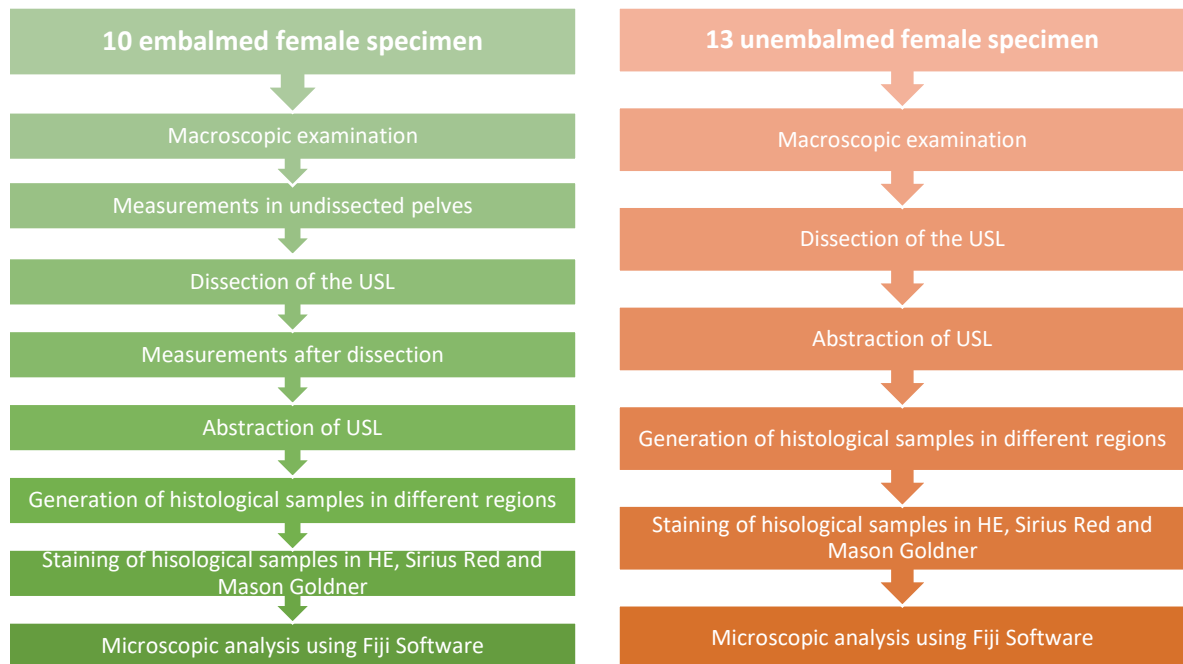 10 embalmed female specimen
Macroscopic examination
Measurements in undissected pelves
Dissection of the USL
Measurements after dissection
Abstraction of USL
Generation of histological samples in different regions
Staining of hisological samples in HE, Sirius Red and
Mason Goldner
Microscopic analysis using Fiji Software
13 unembalmed female specimen
Macroscopic examination
Dissection of the USL
Abstraction of USL
Generation of histological samples in different regions
Staining of hisological samples in HE, Sirius Red and
Mason Goldner
Microscopic analysis using Fiji Software